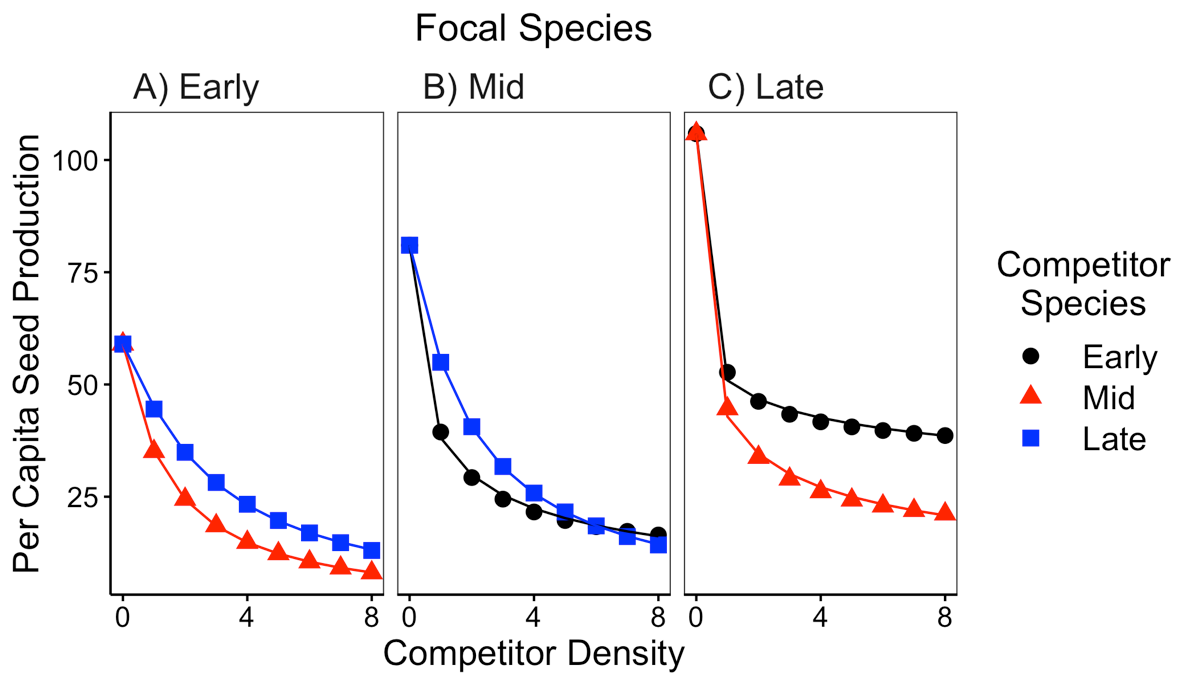 Focal Species
A) Early
B) Mid
C) Late
Per Capita Seed Production
100
75
50
25
0 4 8
0 4 8
0 4 8
Competitor Density
Competitor
Species
Early
Mid
Late